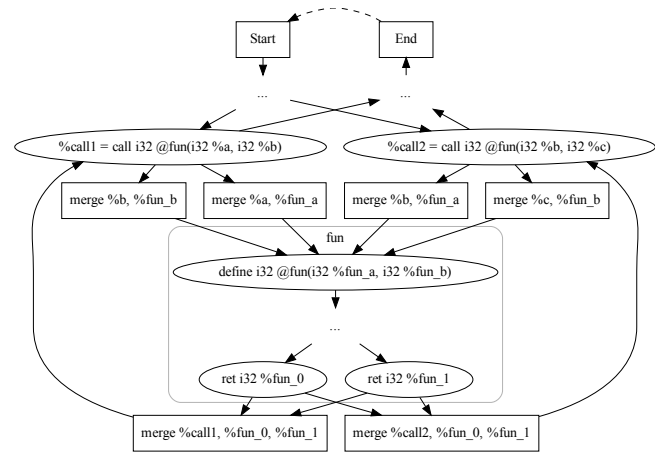 Start
End
...
...
%call1 = call i32 @fun(i32 %a, i32 %b)
%call2 = call i32 @fun(i32 %b, i32 %c)
merge %b, %fun_b
merge %a, %fun_a
merge %b, %fun_a
merge %c, %fun_b
fun
define i32 @fun(i32 %fun_a, i32 %fun_b)
...
ret i32 %fun_0
ret i32 %fun_1
merge %call1, %fun_0, %fun_1
merge %call2, %fun_0, %fun_1